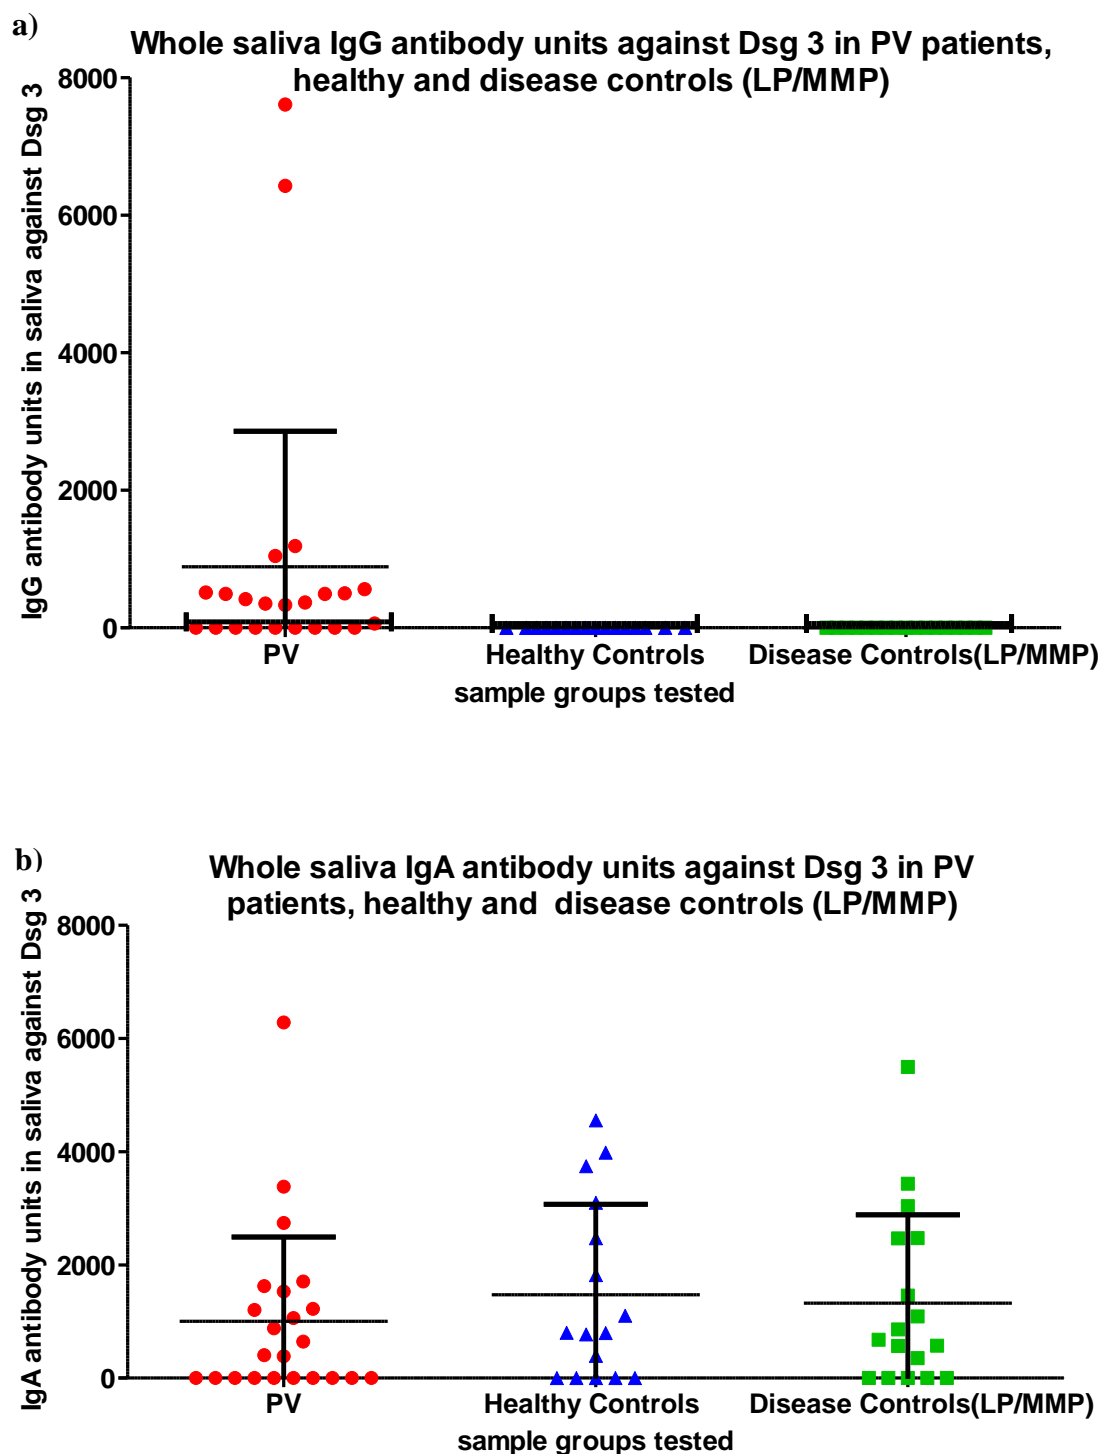 a)
Whole saliva IgG antibody units against Dsg 3 in PV patients,
healthy and disease controls (LP/MMP)
IgG antibody units in saliva against Dsg 3
8000
6000
4000
2000
0
PV
Healthy Controls
Disease Controls(LP/MMP)
sample groups tested
b)
Whole saliva IgA antibody units against Dsg 3 in PV
patients, healthy and  disease controls (LP/MMP)
IgA antibody units in saliva against Dsg 3
8000
6000
4000
2000
0
PV
Healthy Controls
Disease Controls(LP/MMP)
sample groups tested